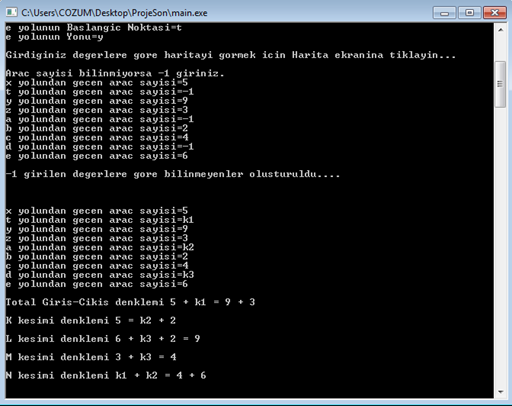 C:\Users\COZUM\Desktop\ProjeSon\main.exe
e yolunun Baslangic Noktasi=t
e yolunun Yonu=y
Girdiginiz degerlere gore haritayi gormek icin Harita ekranina tiklayin...
Arac sayisi bilinmiyorsa -1 giriniz.
x yolundan gecen arac sayisi=5
t yolundan gecen arac sayisi=-1
y yolundan gecen arac sayisi=9
z yolundan gecen arac sayisi=3
a yolundan gecen arac sayisi=-1
b yolundan gecen arac sayisi=2
c yolundan gecen arac sayisi=4
d yolundan gecen arac sayisi=-1
e yolundan gecen arac sayisi=6
-1 girilen degerlere gore bilinmeyenler olusturuldu....
x yolundan gecen arac sayisi=5
t yolundan gecen arac sayisi=k1
y yolundan gecen arac sayisi=9
z yolundan gecen arac sayisi=3
a yolundan gecen arac sayisi=k2
b yolundan gecen arac sayisi=2
c yolundan gecen arac sayisi=4
d yolundan gecen arac sayisi=k3
e yolundan gecen arac sayisi=6
Total Giris-Cikis denklemi 5 + k1 = 9 + 3
K kesimi denklemi 5 = k2 + 2
L kesimi denklemi 6 + k3 + 2 = 9
M kesimi denklemi 3 + k3 = 4
N kesimi denklemi k1 + k2 = 4 + 6